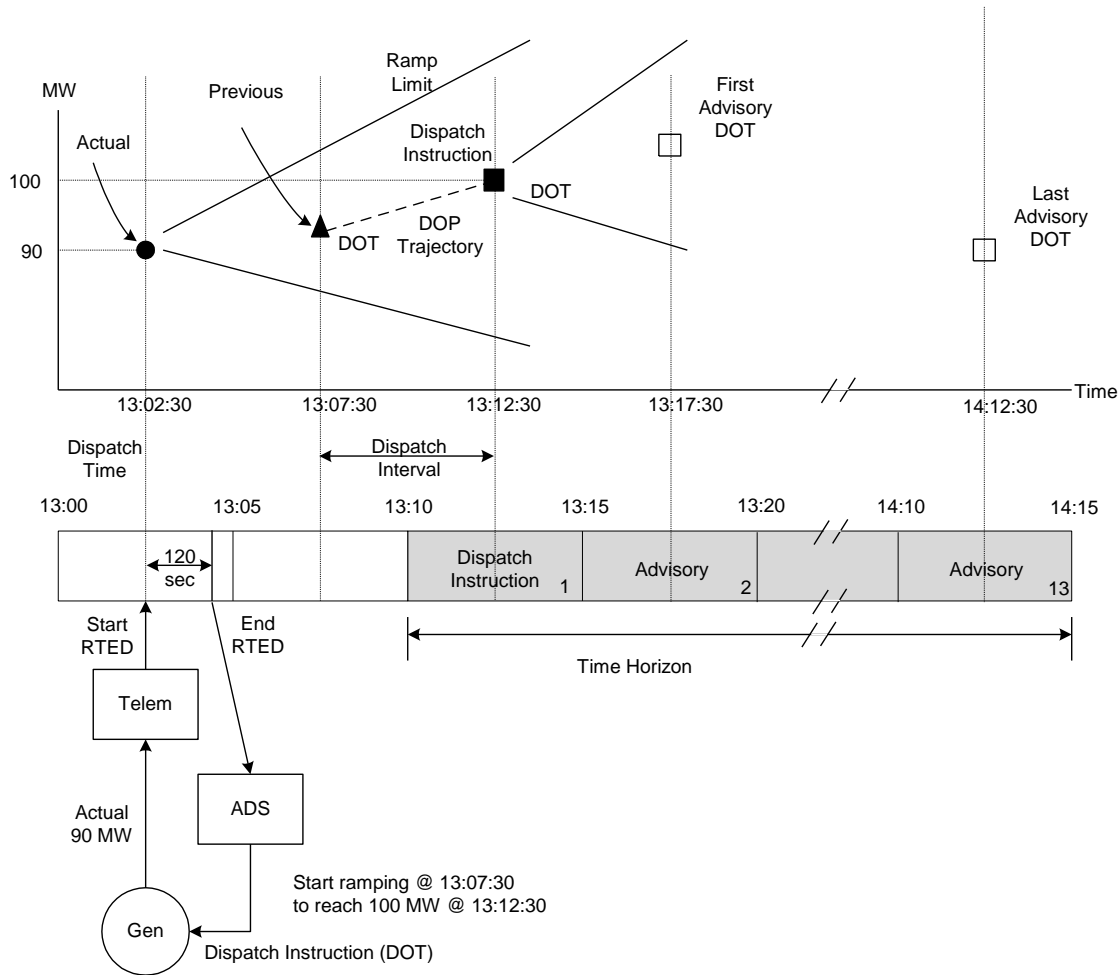 Ramp
Limit
MW
Previous
First
Advisory
DOT
Actual
Dispatch
Instruction
100
DOT
Last
Advisory
DOT
DOT
DOP
Trajectory
90
Time
13:02:30
13:07:30
13:12:30
13:17:30
14:12:30
Dispatch
Time
Dispatch
Interval
13:00
13:05
13:10
13:15
13:20
14:10
14:15
120
sec
Dispatch
Instruction
1
Advisory
2
Advisory
13
Start
RTED
End
RTED
Time Horizon
Telem
ADS
Actual
90 MW
Start ramping @ 13:07:30
to reach 100 MW @ 13:12:30
Gen
Dispatch Instruction (DOT)